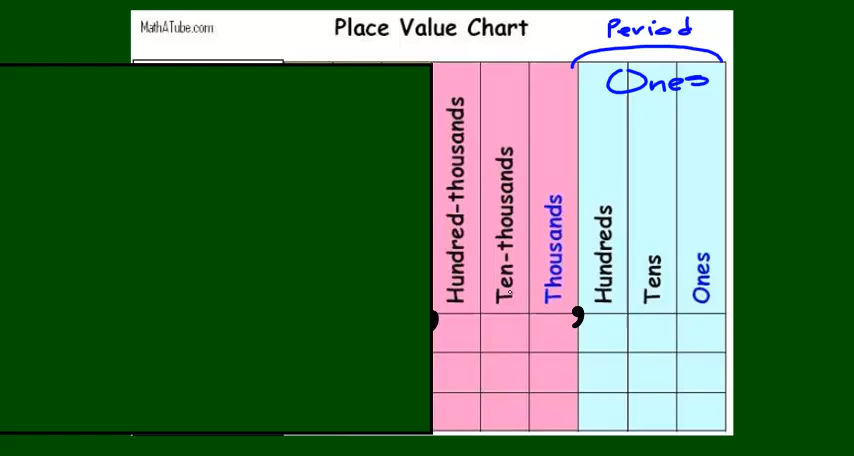 MathATube.com
Place Value Chart
Period
Ones
Hundred-thousands
Ten-thousands
Thousands
Hundreds
Tens
Ones
,
,